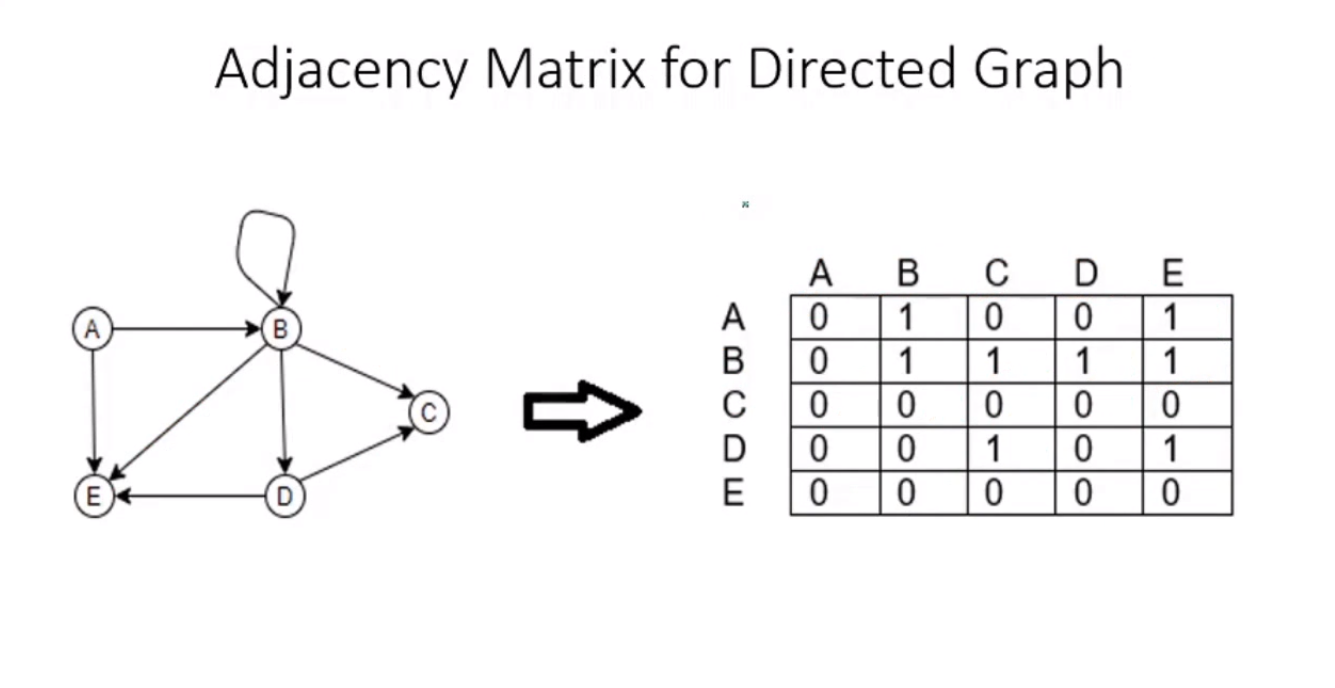 Adjacency Matrix for Directed Graph
A B C D E
A 0 1 0 0 1
B 0 1 1 1 1
C 0 0 0 0 0
D 0 0 1 0 1
E 0 0 0 0 0
A B
C
E D